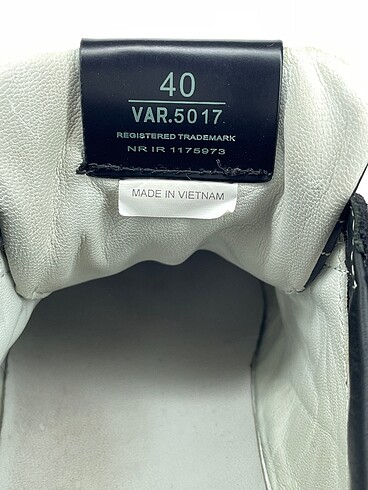 40
VAR.5017
REGISTERED TRADEMARK
NR IR 1175973
MADE IN VIETNAM